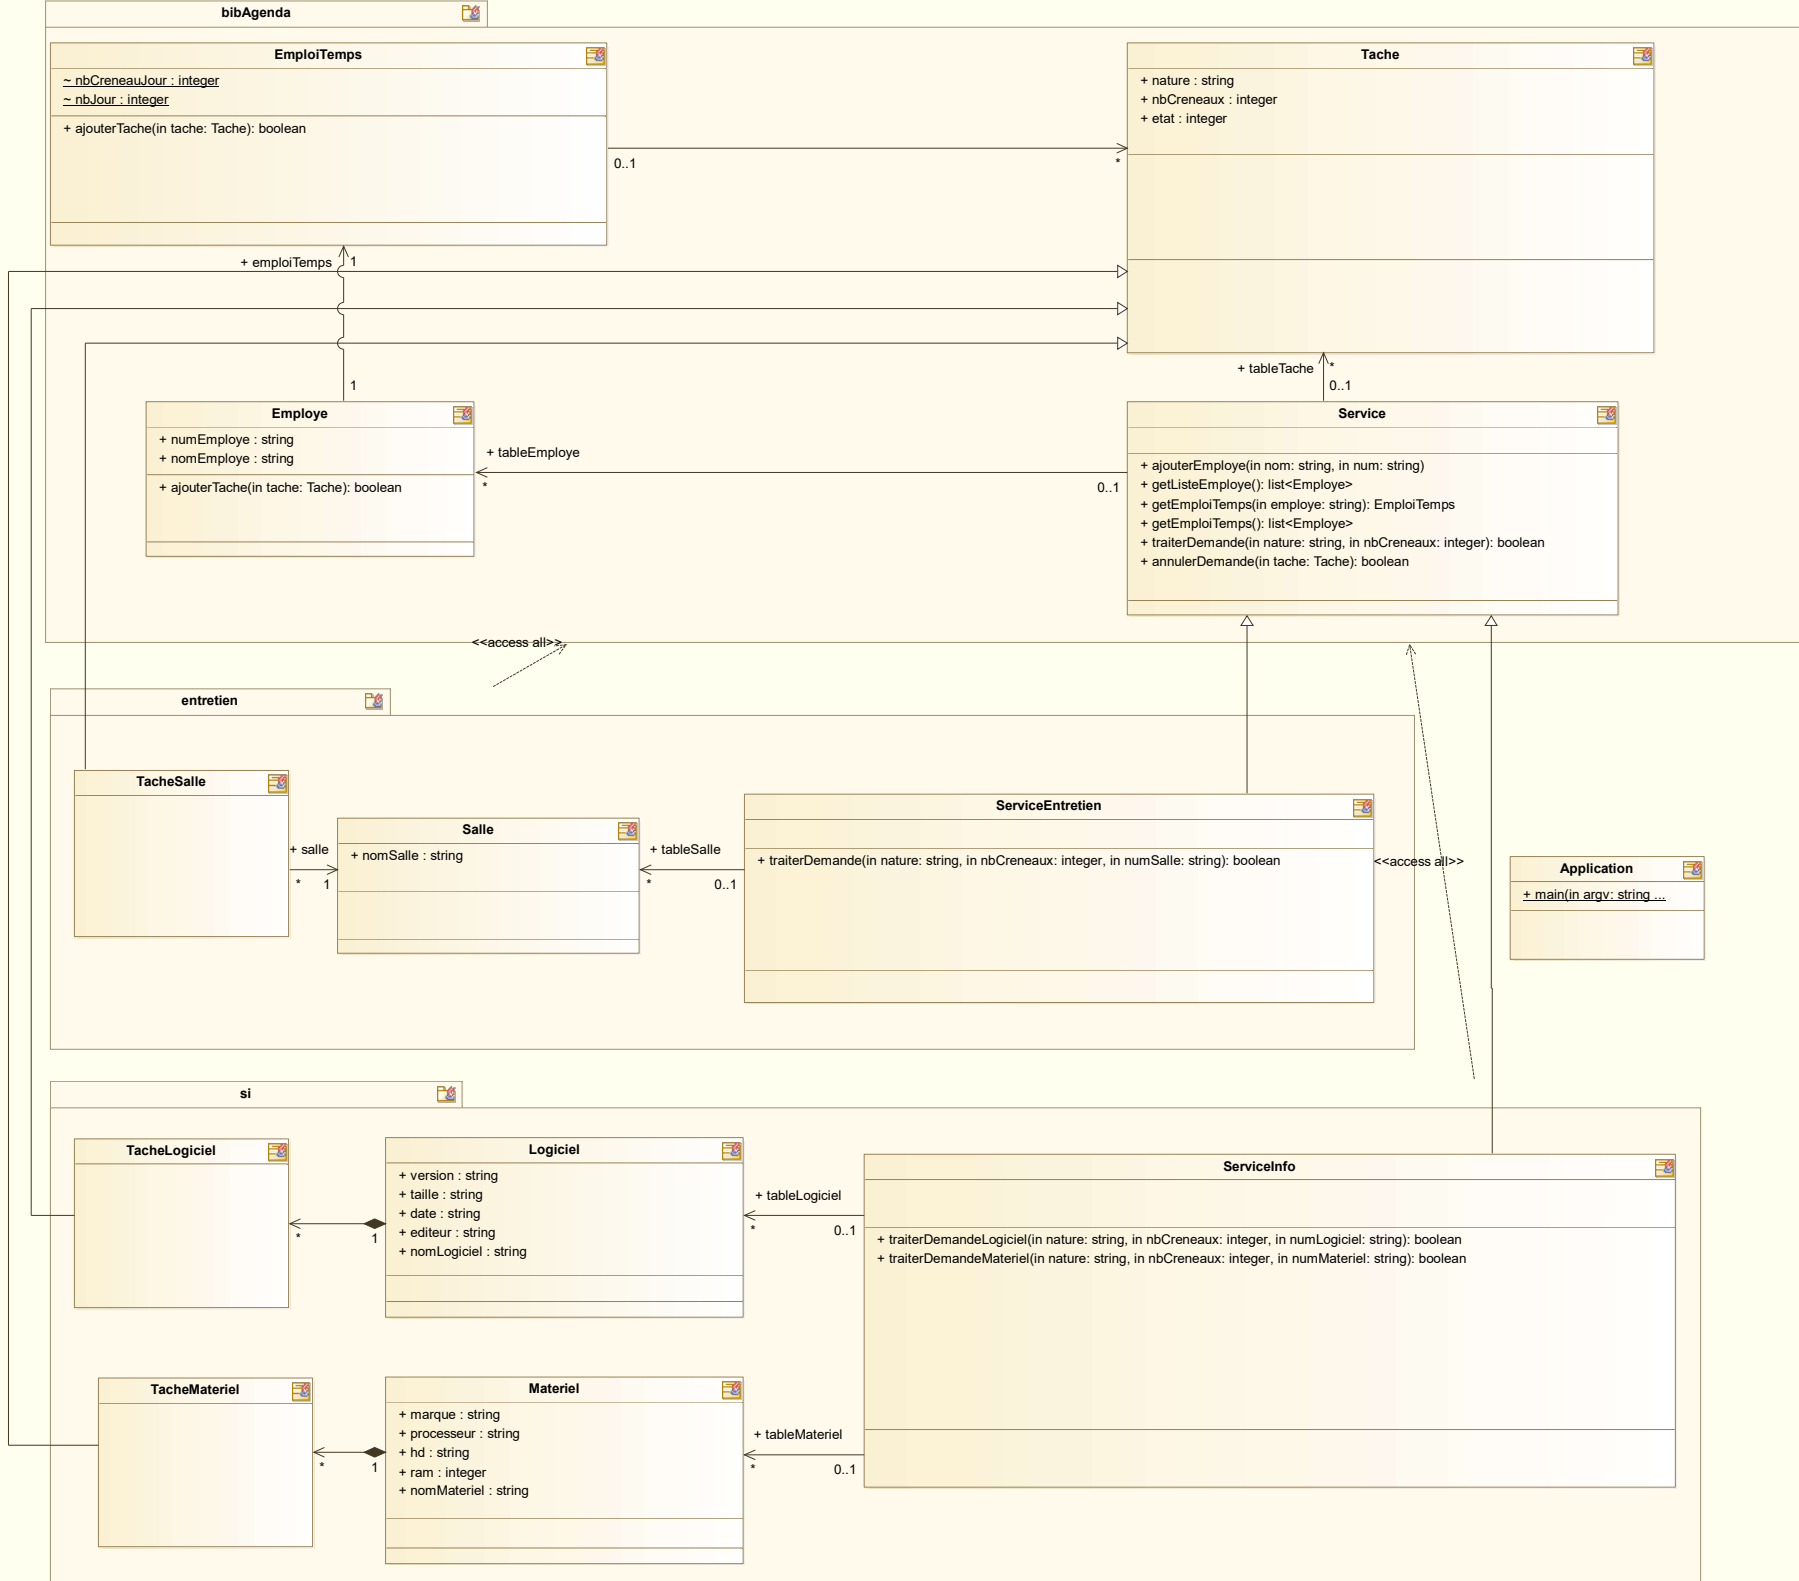 bibAgenda
EmploiTemps
~ nbCreneauJour : integer
~ nbJour : integer
+ ajouterTache(in tache: Tache): boolean
Tache
+ nature : string
+ nbCreneaux : integer
+ etat : integer
0..1
*
+ emploiTemps
1
1
+ tableTache
*
0..1
Employe
+ numEmploye : string
+ nomEmploye : string
+ ajouterTache(in tache: Tache): boolean
+ tableEmploye
*
0..1
Service
+ ajouterEmploye(in nom: string, in num: string)
+ getListeEmploye(): list<Employe>
+ getEmploiTemps(in employe: string): EmploiTemps
+ getEmploiTemps(): list<Employe>
+ traiterDemande(in nature: string, in nbCreneaux: integer): boolean
+ annulerDemande(in tache: Tache): boolean
<<access all>>
entretien
TacheSalle
+ salle
*
1
Salle
+ nomSalle : string
+ tableSalle
*
0..1
ServiceEntretien
+ traiterDemande(in nature: string, in nbCreneaux: integer, in numSalle: string): boolean
<<access all>>
Application
+ main(in argv: string ...
si
TacheLogiciel
*
1
Logiciel
+ version : string
+ taille : string
+ date : string
+ editeur : string
+ nomLogiciel : string
+ tableLogiciel
*
0..1
ServiceInfo
+ traiterDemandeLogiciel(in nature: string, in nbCreneaux: integer, in numLogiciel: string): boolean
+ traiterDemandeMateriel(in nature: string, in nbCreneaux: integer, in numMateriel: string): boolean
TacheMateriel
*
1
Materiel
+ marque : string
+ processeur : string
+ hd : string
+ ram : integer
+ nomMateriel : string
+ tableMateriel
*
0..1